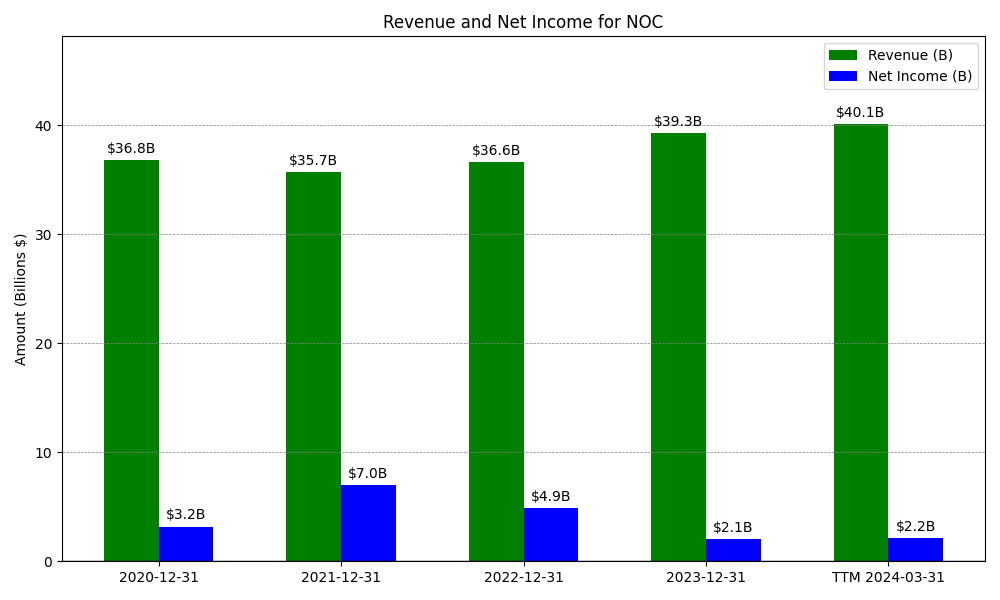 Revenue and Net Income for NOC
Revenue (B)
Net Income (B)
Amount (Billions $)
40
30
20
10
0
$36.8B
$35.7B
$36.6B
$39.3B
$40.1B
$3.2B
$7.0B
$4.9B
$2.1B
$2.2B
2020-12-31
2021-12-31
2022-12-31
2023-12-31
TTM 2024-03-31